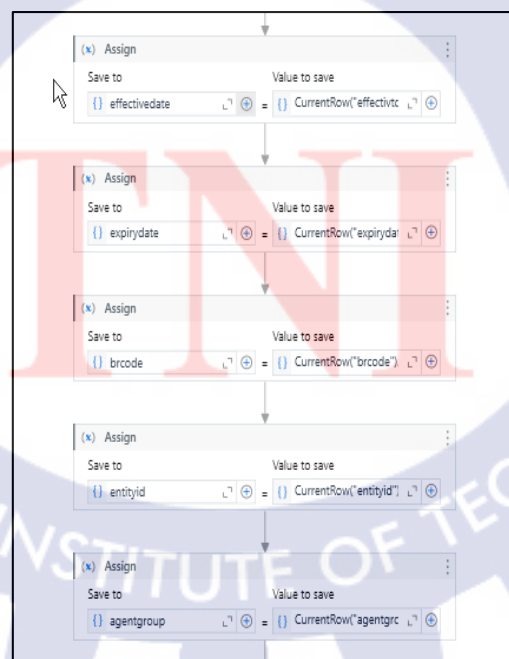 (x) Assign
Save to Value to save
{} effectivedate = {} CurrentRow("effectivtc
(x) Assign
Save to Value to save
{} expirydate = {} CurrentRow("expirydat
(x) Assign
Save to Value to save
{} brcode = {} CurrentRow("brcode").
(x) Assign
Save to Value to save
{} entityid = {} CurrentRow("entityid")
(x) Assign
Save to Value to save
{} agentgroup = {} CurrentRow("agentgrc
TNI
INSTITUTE OF TEC